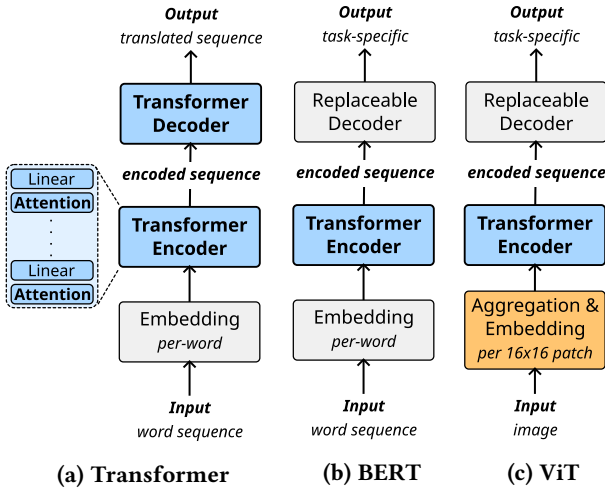 Output
translated sequence
Transformer
Decoder
encoded sequence
Linear
Attention
.
.
.
.
Linear
Attention
Transformer
Encoder
Embedding
per-word
Input
word sequence
(a) Transformer
Output
task-specific
Replaceable
Decoder
encoded sequence
Transformer
Encoder
Embedding
per-word
Input
word sequence
(b) BERT
Output
task-specific
Replaceable
Decoder
encoded sequence
Transformer
Encoder
Aggregation &
Embedding
per 16x16 patch
Input
image
(c) ViT